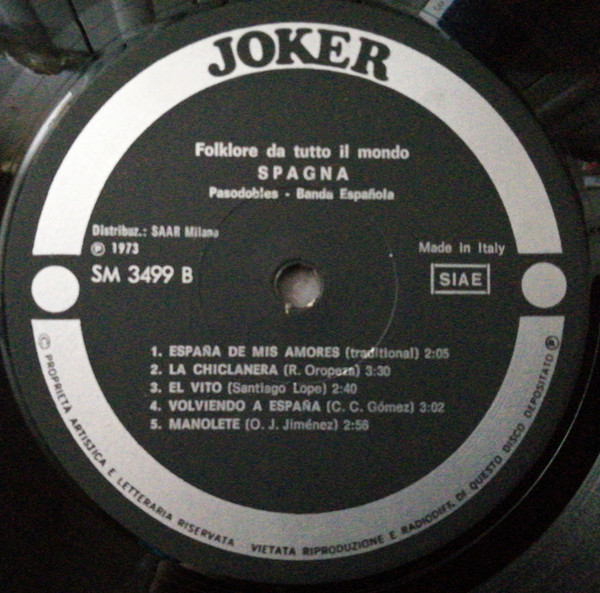 JOKER
Folklore da tutto il mondo
SPAGNA
Pasodobles - Banda Española
Distribuz.: SAAR Milano
℗ 1973
Made in Italy
SM 3499 B
SIAE
1. ESPAÑA DE MIS AMORES (traditional) 2:05
2. LA CHICLANERA (R. Oropeza) 3:30
3. EL VITO (Santiago Lope) 2:40
4. VOLVIENDO A ESPAÑA (C. C. Gómez) 3:02
5. MANOLETE (O. J. Jiménez) 2:56
© PROPRIETA ARTISTICA E LETTERARIA RISERVATA VIETATA RIPRODUZIONE E RADIODIFF. DI QUESTO DISCO DEPOSITATO ℗